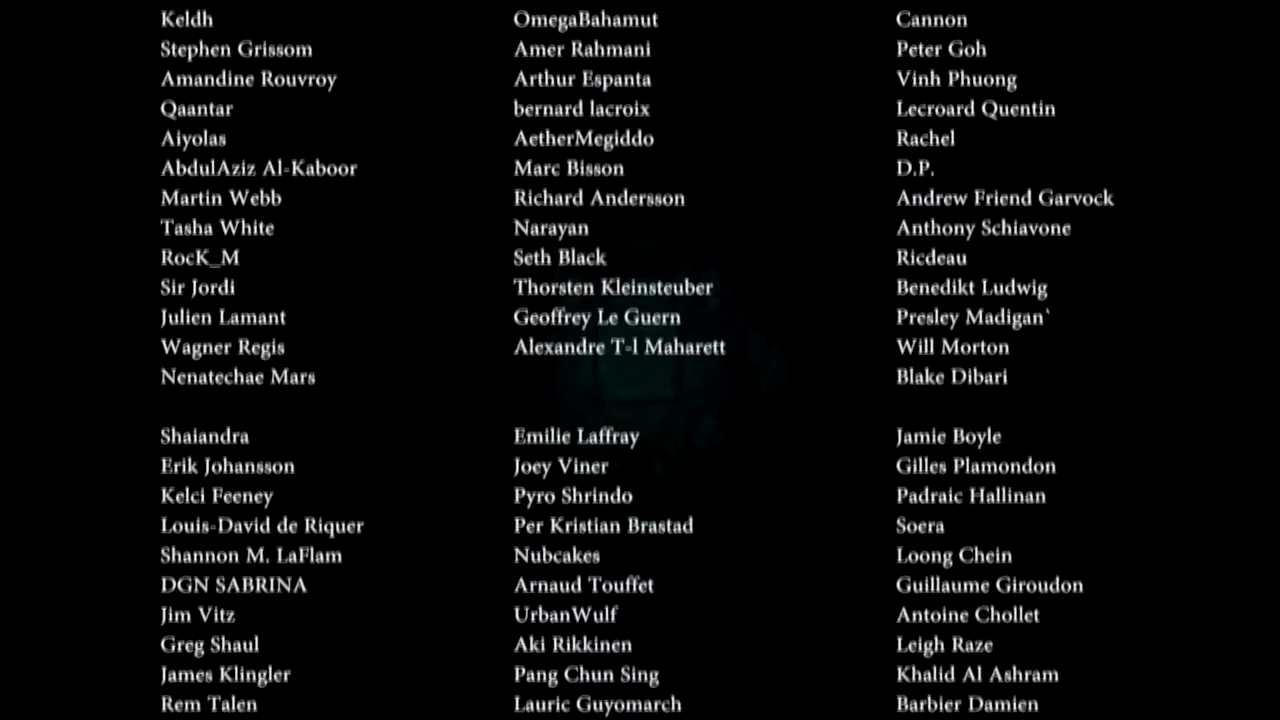 Keldh
Stephen Grissom
Amandine Rouvroy
Qaantar
Aiyolas
AbdulAziz Al-Kaboor
Martin Webb
Tasha White
RocK_M
Sir Jordi
Julien Lamant
Wagner Regis
Nenatechae Mars
OmegaBahamut
Amer Rahmani
Arthur Espanta
bernard lacroix
AetherMegiddo
Marc Bisson
Richard Andersson
Narayan
Seth Black
Thorsten Kleinsteuber
Geoffrey Le Guern
Alexandre T-l Maharett
Cannon
Peter Goh
Vinh Phuong
Lecroard Quentin
Rachel
D.P.
Andrew Friend Garvock
Anthony Schiavone
Ricdeau
Benedikt Ludwig
Presley Madigan`
Will Morton
Blake Dibari
Shaiandra
Erik Johansson
Kelci Feeney
Louis-David de Riquer
Shannon M. LaFlam
DGN SABRINA
Jim Vitz
Greg Shaul
James Klingler
Rem Talen
Emilie Laffray
Joey Viner
Pyro Shrindo
Per Kristian Brastad
Nubcakes
Arnaud Touffet
UrbanWulf
Aki Rikkinen
Pang Chun Sing
Lauric Guyomarch
Jamie Boyle
Gilles Plamondon
Padraic Hallinan
Soera
Loong Chein
Guillaume Giroudon
Antoine Chollet
Leigh Raze
Khalid Al Ashram
Barbier Damien